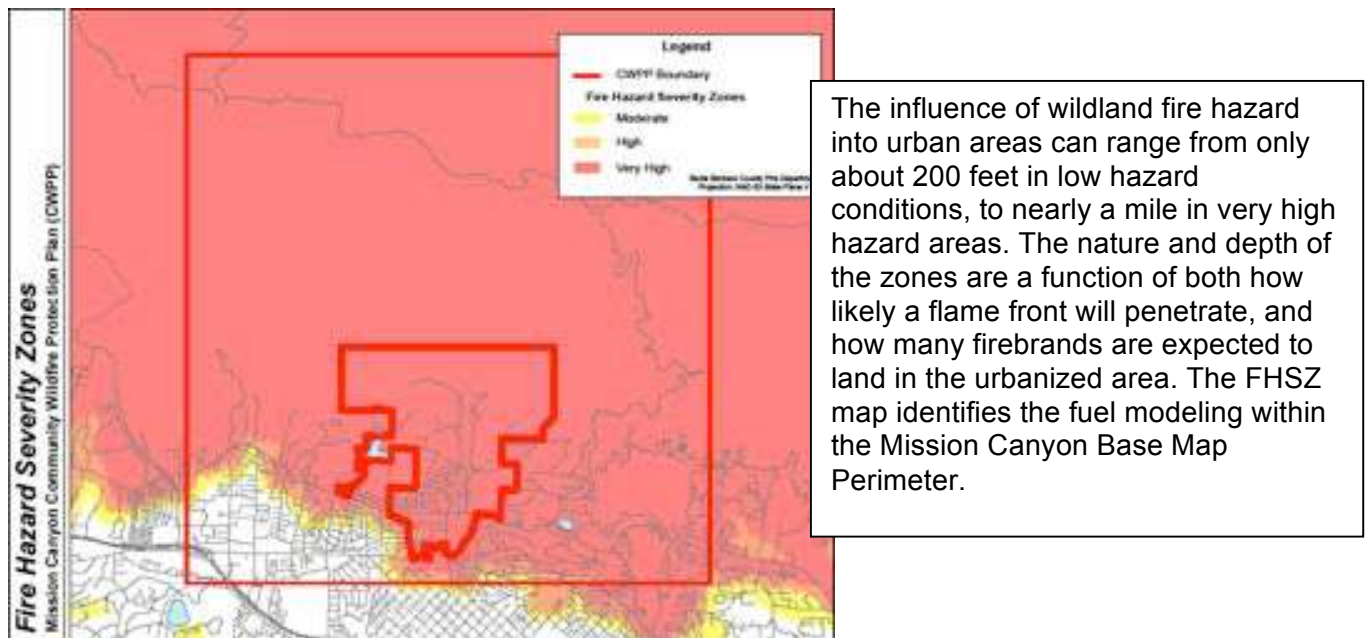 Fire Hazard Severity Zones
Mission Canyon Community Wildfire Protection Plan (CWPP)
Legend
CWPP Boundary
Fire Hazard Severity Zones
Moderate
High
Very High
The influence of wildland fire hazard
into urban areas can range from only
about 200 feet in low hazard
conditions, to nearly a mile in very high
hazard areas. The nature and depth of
the zones are a function of both how
likely a flame front will penetrate, and
how many firebrands are expected to
land in the urbanized area. The FHSZ
map identifies the fuel modeling within
the Mission Canyon Base Map
Perimeter.